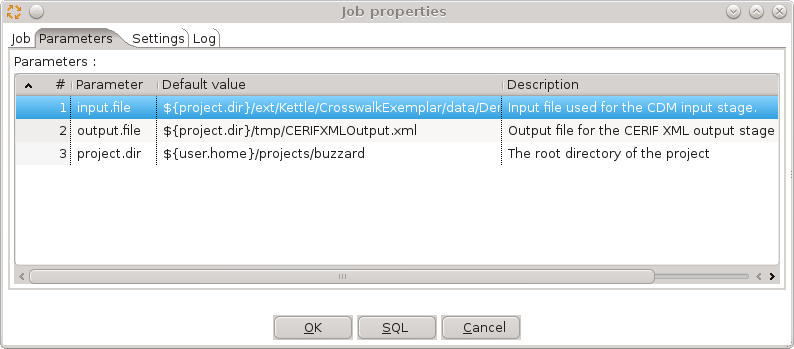 Job properties
Job Parameters Settings Log
Parameters :
# Parameter Default value Description
1 input.file ${project.dir}/ext/Kettle/CrosswalkExemplar/data/Der Input file used for the CDM input stage.
2 output.file ${project.dir}/tmp/CERIFXMLOutput.xml Output file for the CERIF XML output stage
3 project.dir ${user.home}/projects/buzzard The root directory of the project
OK SQL Cancel